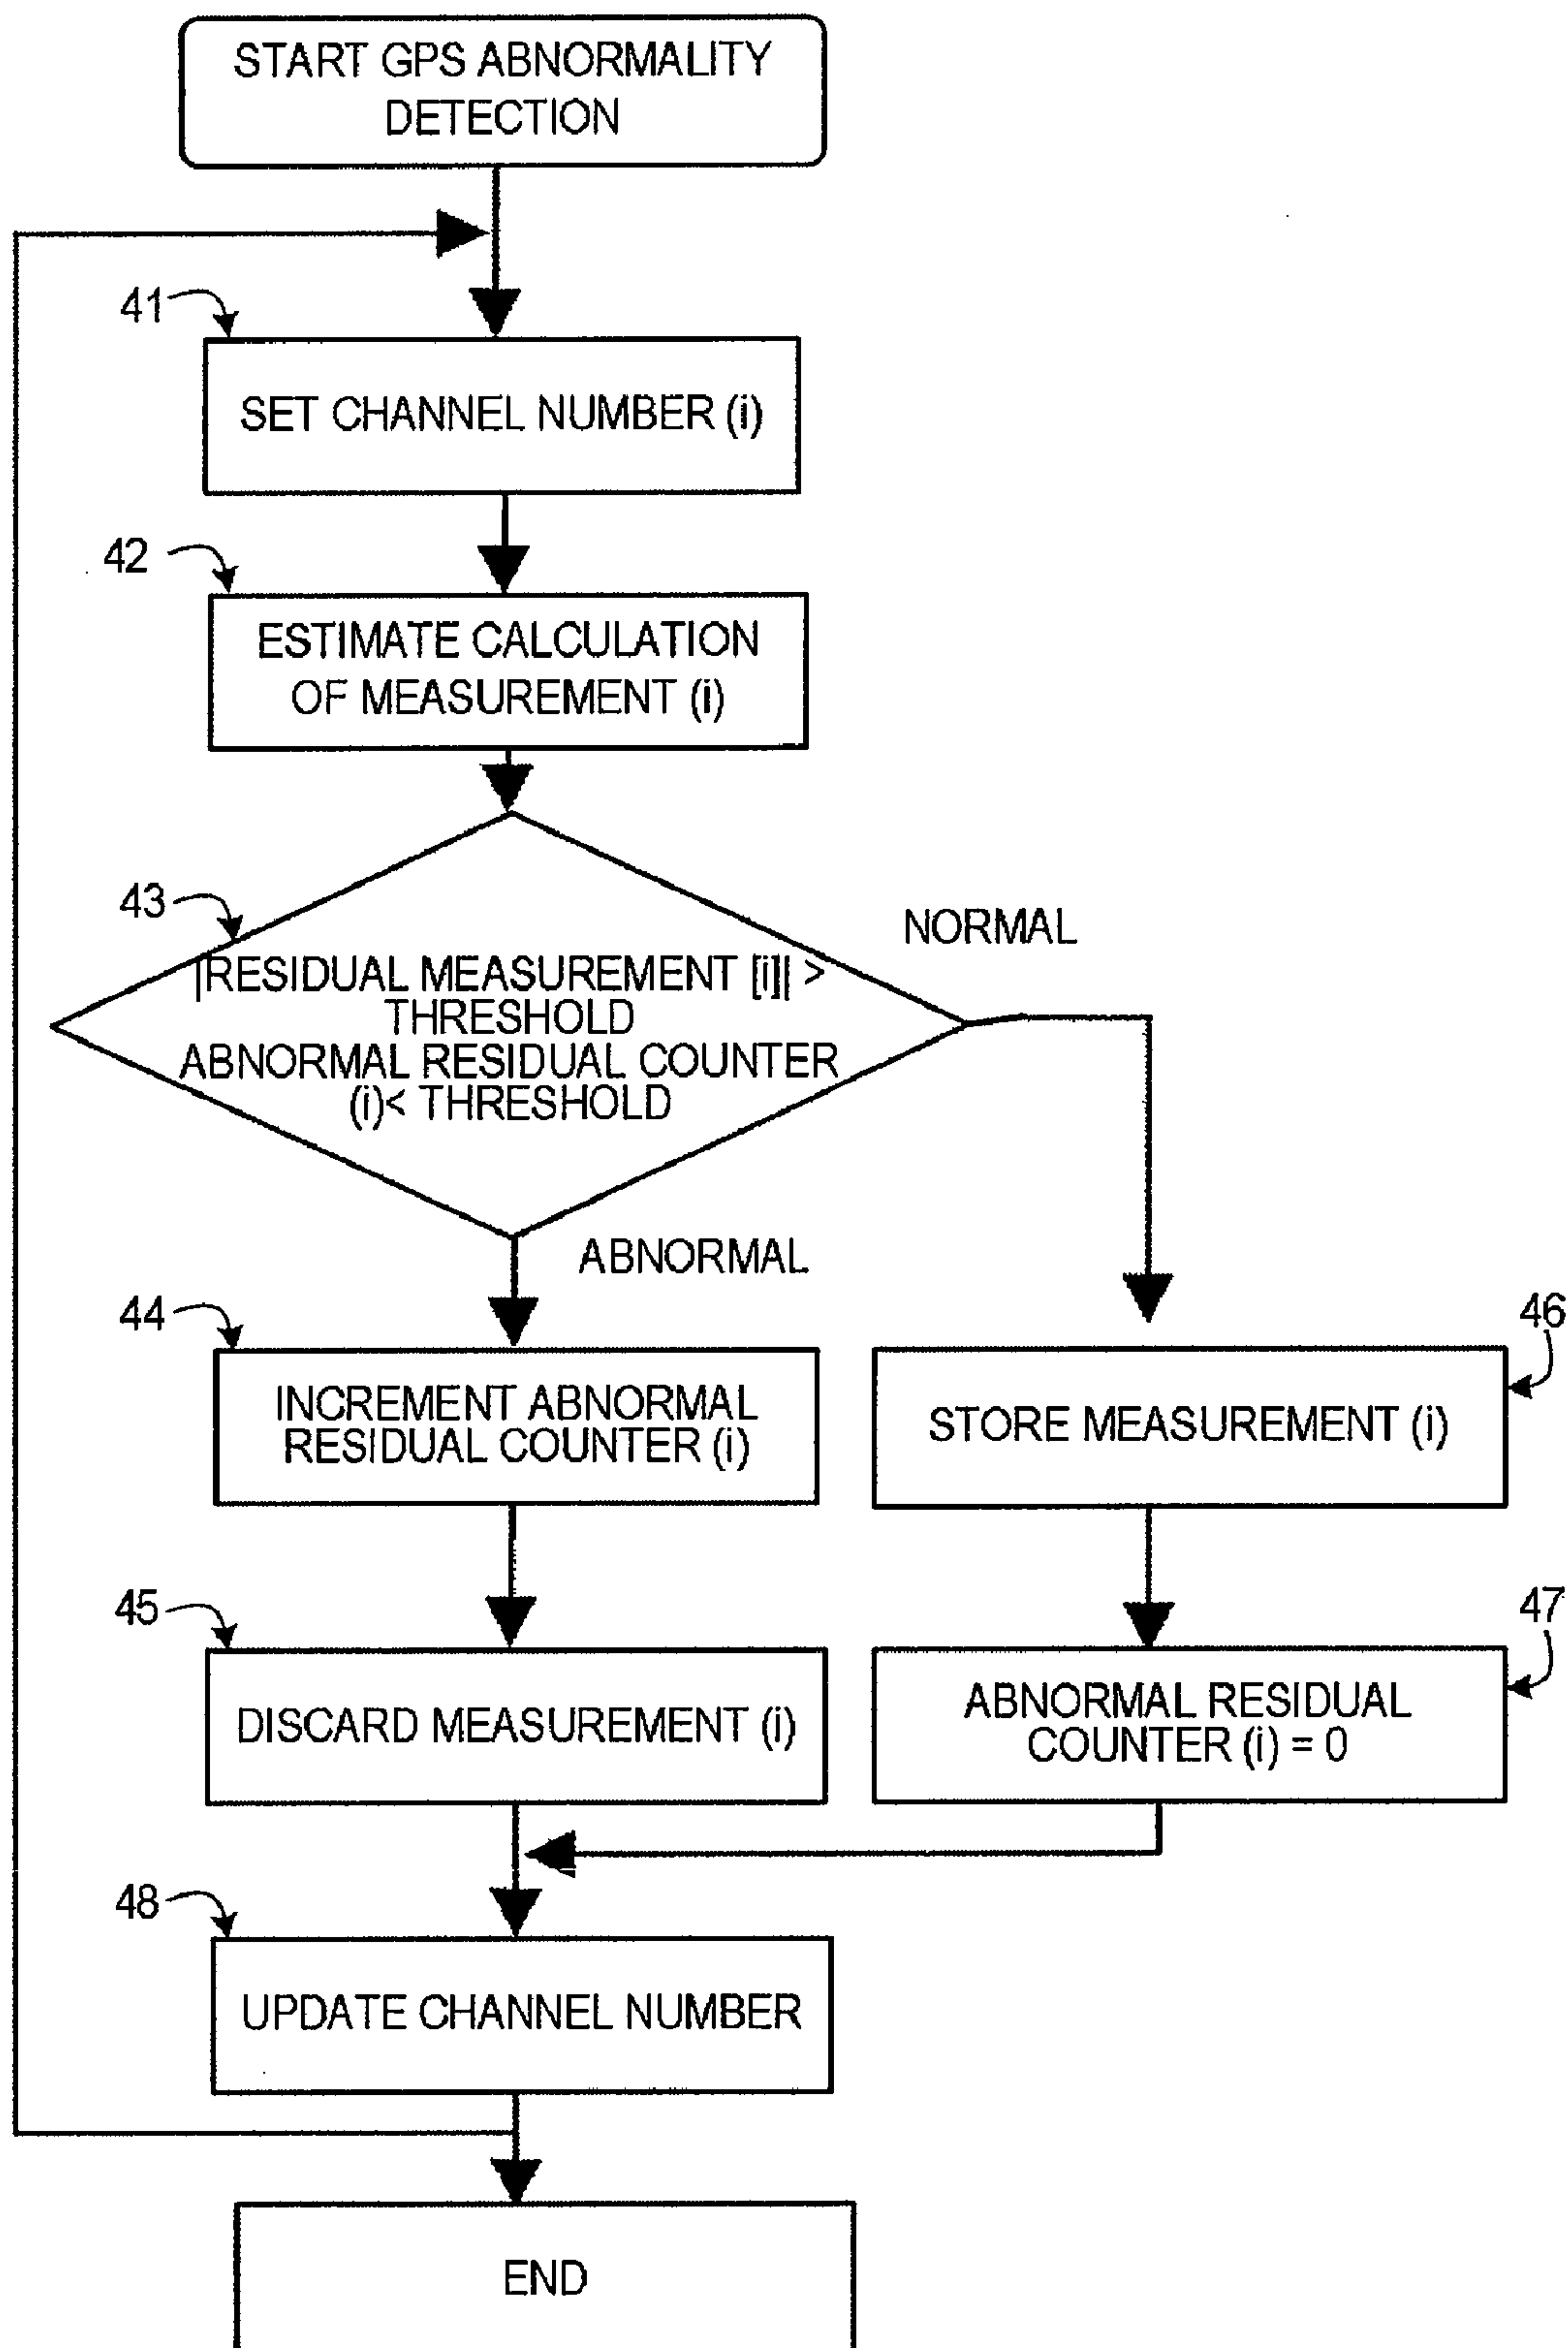 START GPS ABNORMALITY
DETECTION
41
SET CHANNEL NUMBER (i)
42
ESTIMATE CALCULATION
OF MEASUREMENT (i)
43
NORMAL
|RESIDUAL MEASUREMENT [i]| >
THRESHOLD
ABNORMAL RESIDUAL COUNTER
(i)< THRESHOLD
ABNORMAL
44
INCREMENT ABNORMAL
RESIDUAL COUNTER (i)
46
STORE MEASUREMENT (i)
45
DISCARD MEASUREMENT (i)
47
ABNORMAL RESIDUAL
COUNTER (i) = 0
48
UPDATE CHANNEL NUMBER
END